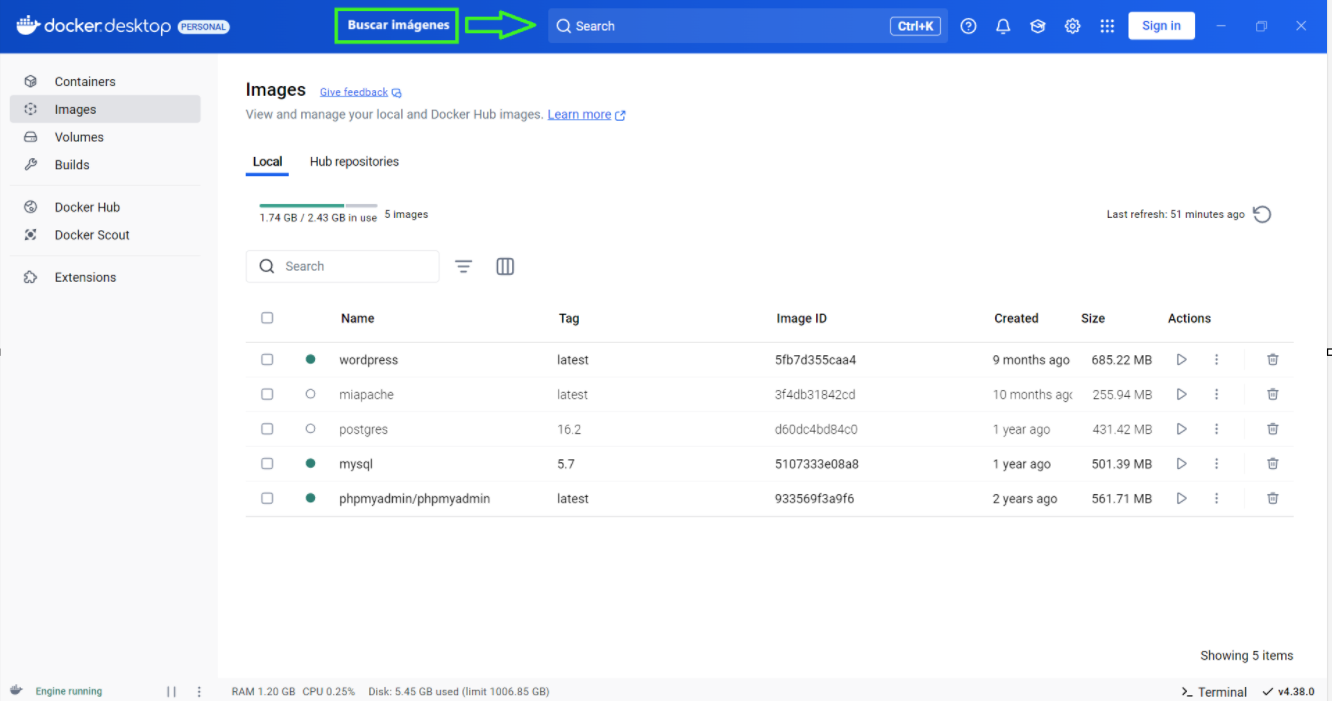 docker.desktop PERSONAL Buscar imágenes Search Ctrl+K Sign in
Containers
Images
Volumes
Builds
Docker Hub
Docker Scout
Extensions
Images Give feedback
View and manage your local and Docker Hub images. Learn more
Local Hub repositories
1.74 GB / 2.43 GB in use 5 images Last refresh: 51 minutes ago
Search
Name Tag Image ID Created Size Actions
wordpress latest 5fb7d355caa4 9 months ago 685.22 MB
miapache latest 3f4db31842cd 10 months ago 255.94 MB
postgres 16.2 d60dc4bd84c0 1 year ago 431.42 MB
mysql 5.7 5107333e08a8 1 year ago 501.39 MB
phpmyadmin/phpmyadmin latest 933569f3a9f6 2 years ago 561.71 MB
Showing 5 items
Engine running RAM 1.20 GB CPU 0.25% Disk: 5.45 GB used (limit 1006.85 GB) Terminal v4.38.0